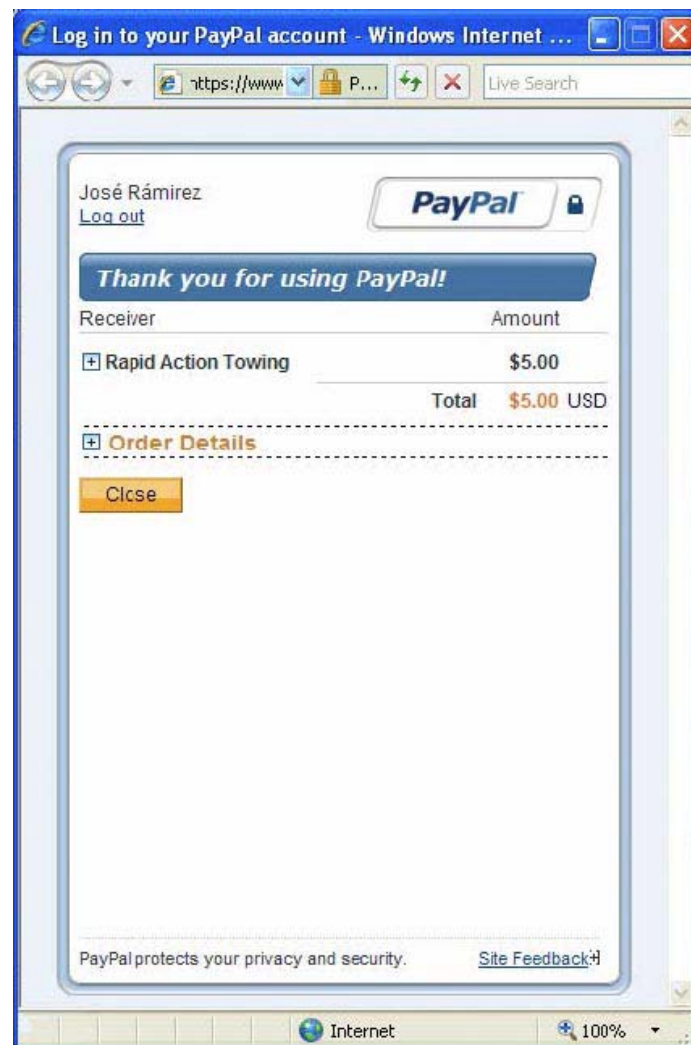 Log in to your PayPal account - Windows Internet ...
https://www P... Live Search
José Rámirez
Log out
PayPal
Thank you for using PayPal!
Receiver Amount
Rapid Action Towing $5.00
Total $5.00 USD
Order Details
Close
PayPal protects your privacy and security. Site Feedback [+]
Internet 100%